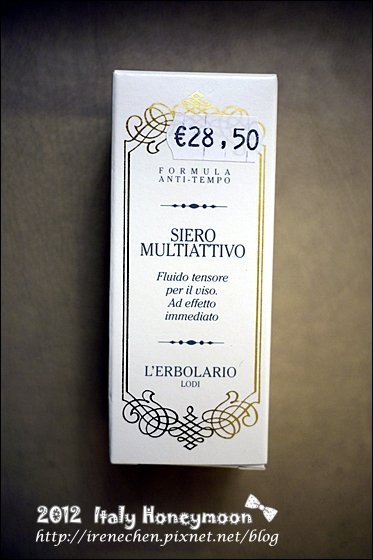 €28,50
FORMULA
ANTI-TEMPO
SIERO
MULTIATTIVO
Fluido tensore
per il viso.
Ad effetto
immediato
L'ERBOLARIO
LODI
2012 Italy Honeymoon
http://irenechen.pixnet.net/blog